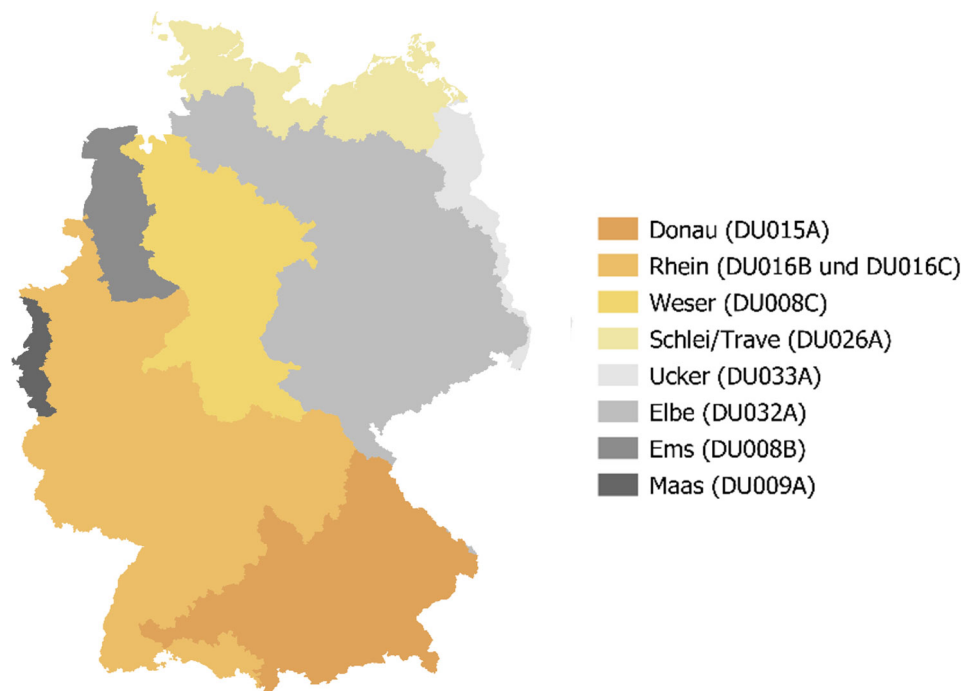 Donau (DU015A)
Rhein (DU016B und DU016C)
Weser (DU008C)
Schlei/Trave (DU026A)
Ucker (DU033A)
Elbe (DU032A)
Ems (DU008B)
Maas (DU009A)